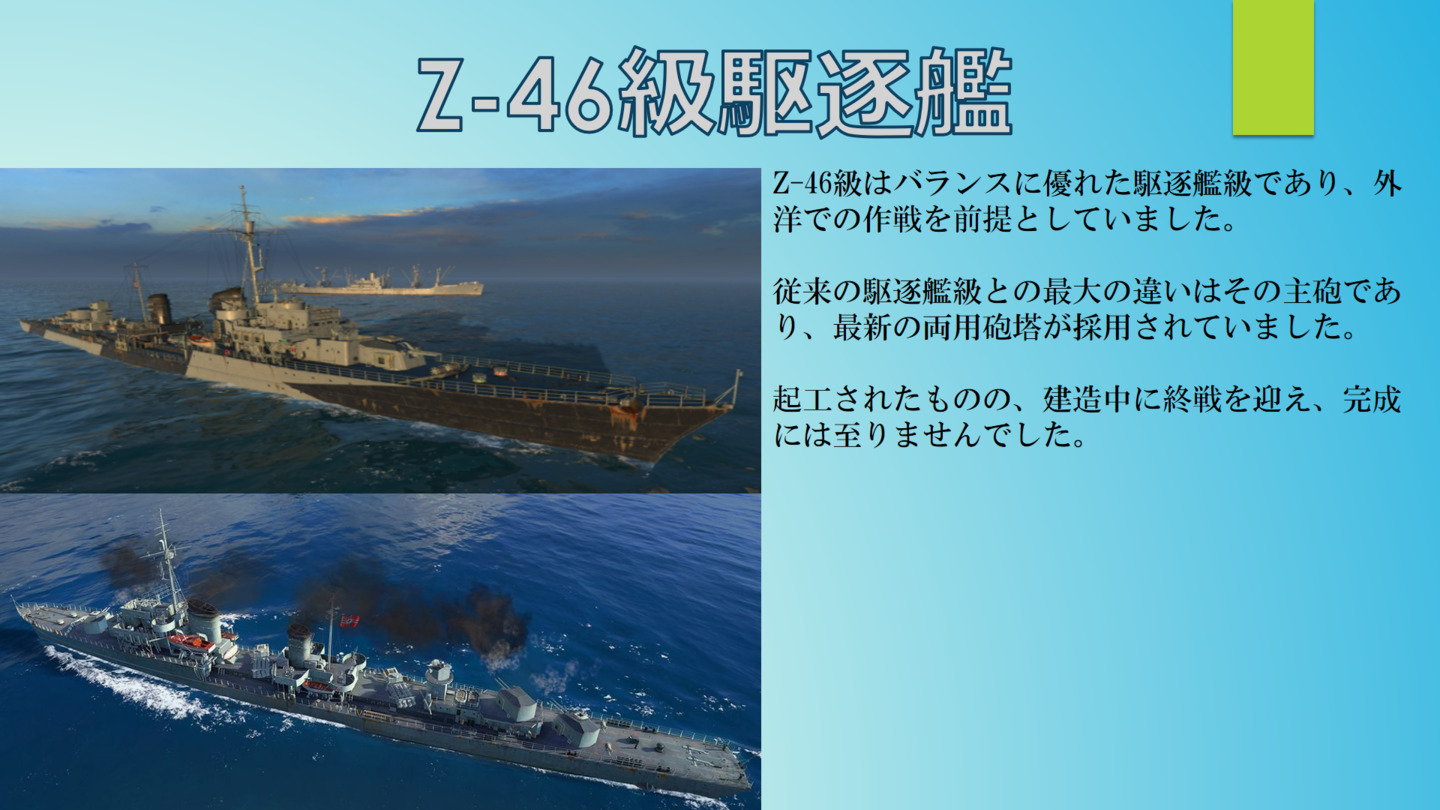 Z-46級駆逐艦
Z-46級はバランスに優れた駆逐艦級であり、外
洋での作戦を前提としていました。
従来の駆逐艦級との最大の違いはその主砲であ
り、最新の両用砲塔が採用されていました。
起工されたものの、建造中に終戦を迎え、完成
には至りませんでした。